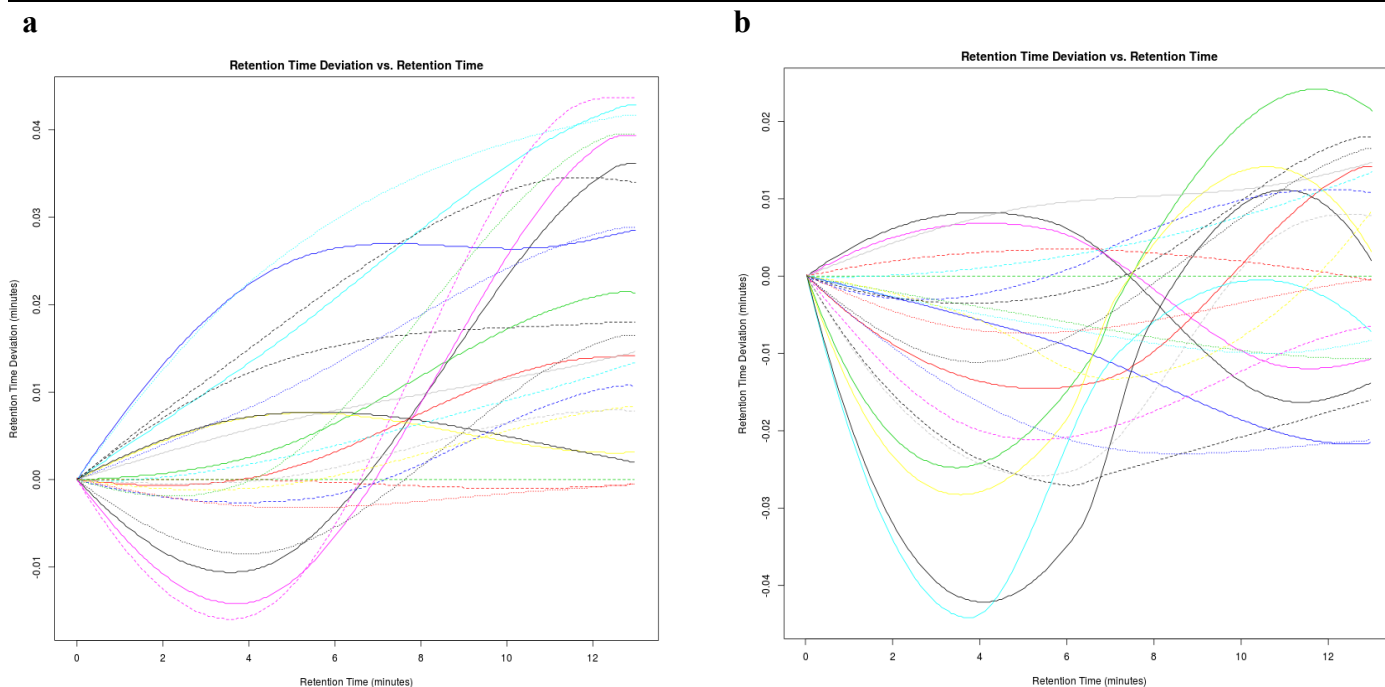 a
Retention Time Deviation vs. Retention Time
Retention Time Deviation (minutes)
0.04
0.03
0.02
0.01
0.00
-0.01
0 2 4 6 8 10 12
Retention Time (minutes)
b
Retention Time Deviation vs. Retention Time
Retention Time Deviation (minutes)
0.02
0.01
0.00
-0.01
-0.02
-0.03
-0.04
0 2 4 6 8 10 12
Retention Time (minutes)